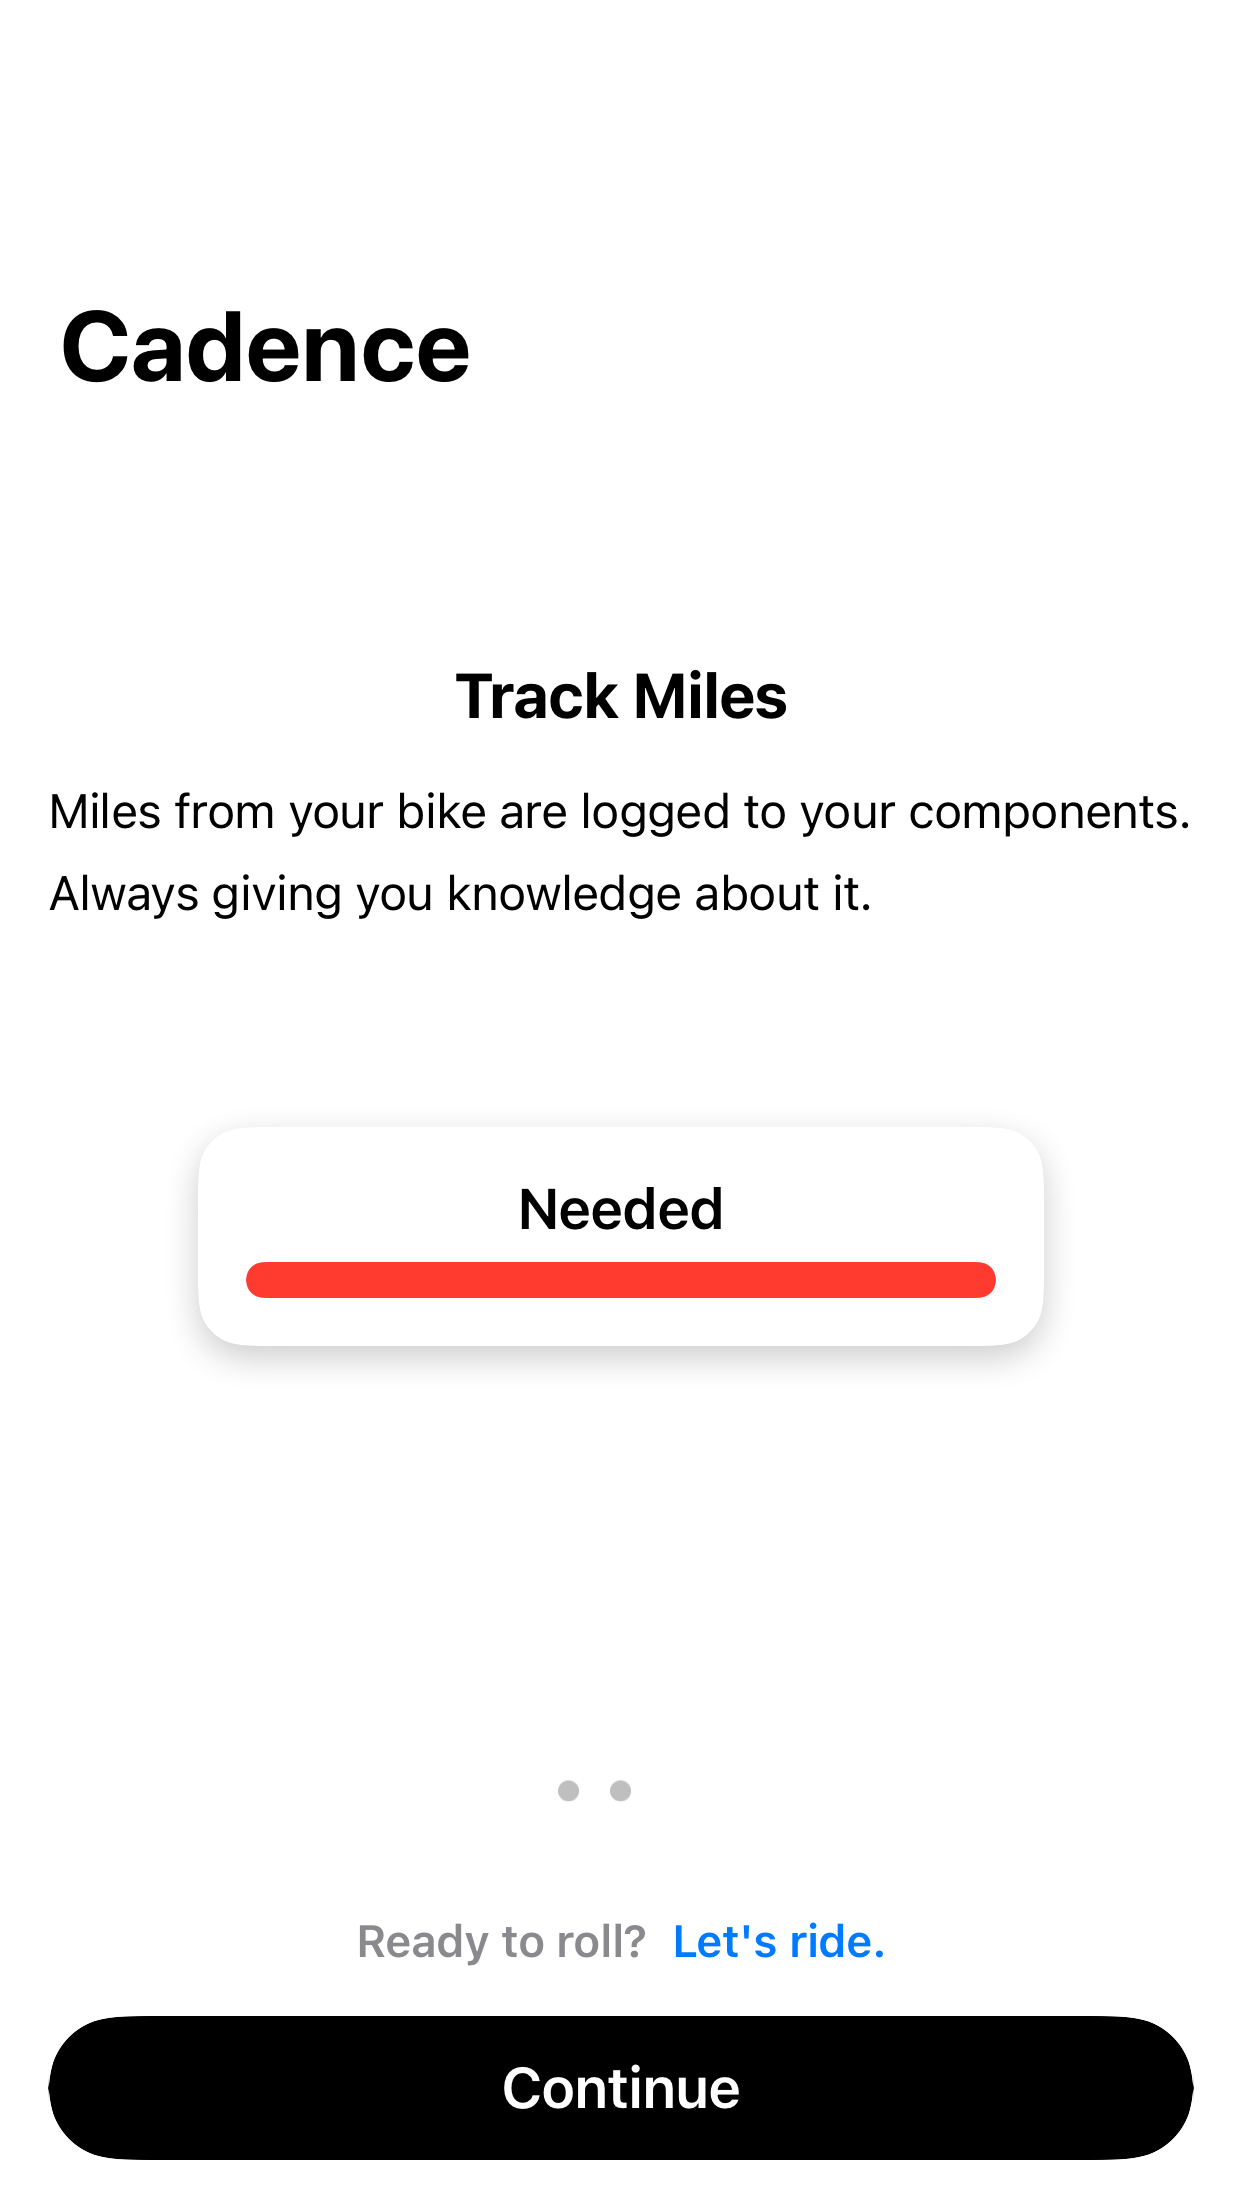 Cadence
Track Miles
Miles from your bike are logged to your components.
Always giving you knowledge about it.
Needed
Ready to roll? Let's ride.
Continue